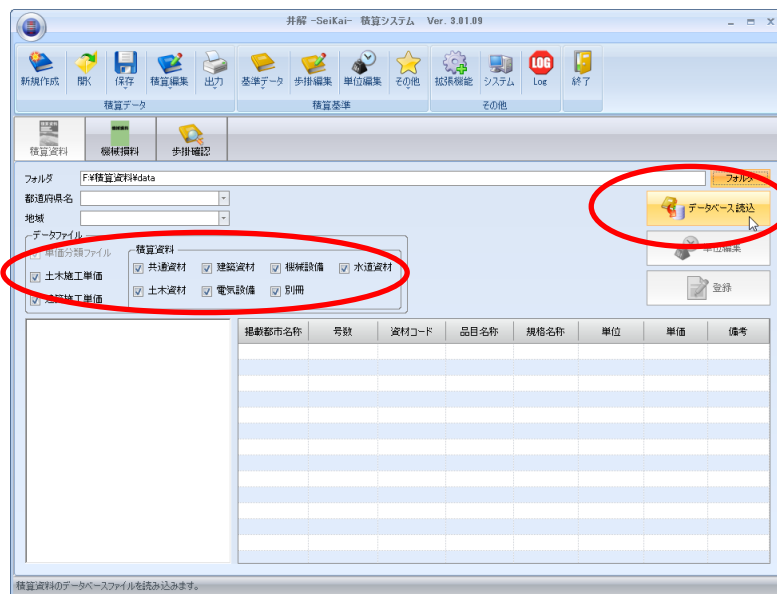 井解 -SeiKai- 積算システム Ver. 3.01.09
新規作成 開く 保存 積算編集 出力 基準データ 歩掛編集 単位編集 その他 拡張機能 システム Log 終了
LOG
積算データ 積算基準 その他
積算資料 機械損料 歩掛確認
フォルダ F:¥積算資料¥data フォルダ
都道府県名
データベース読込
地域
データファイル
単価分類ファイル 積算資料
単位編集
共通資材 建築資材 機械設備 水道資材
土木施工単価
土木資材 電気設備 別冊
登録
建築施工単価
掲載都市名称 号数 資材コード 品目名称 規格名称 単位 単価 備考
積算資料のデータベースファイルを読み込みます。